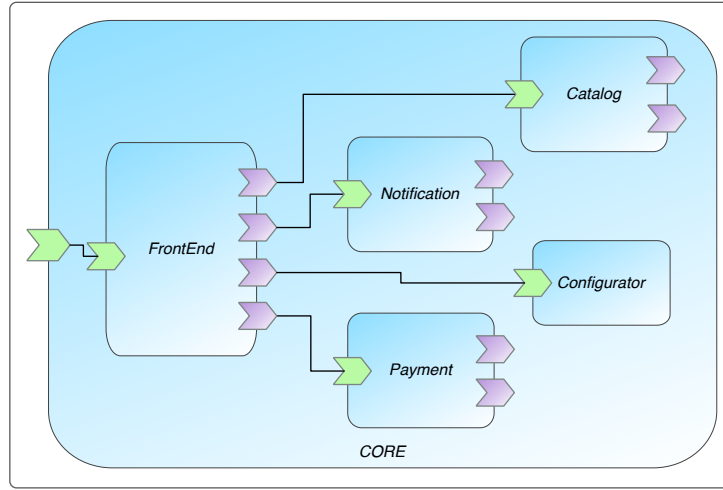 Catalog
Notification
FrontEnd
Configurator
Payment
CORE